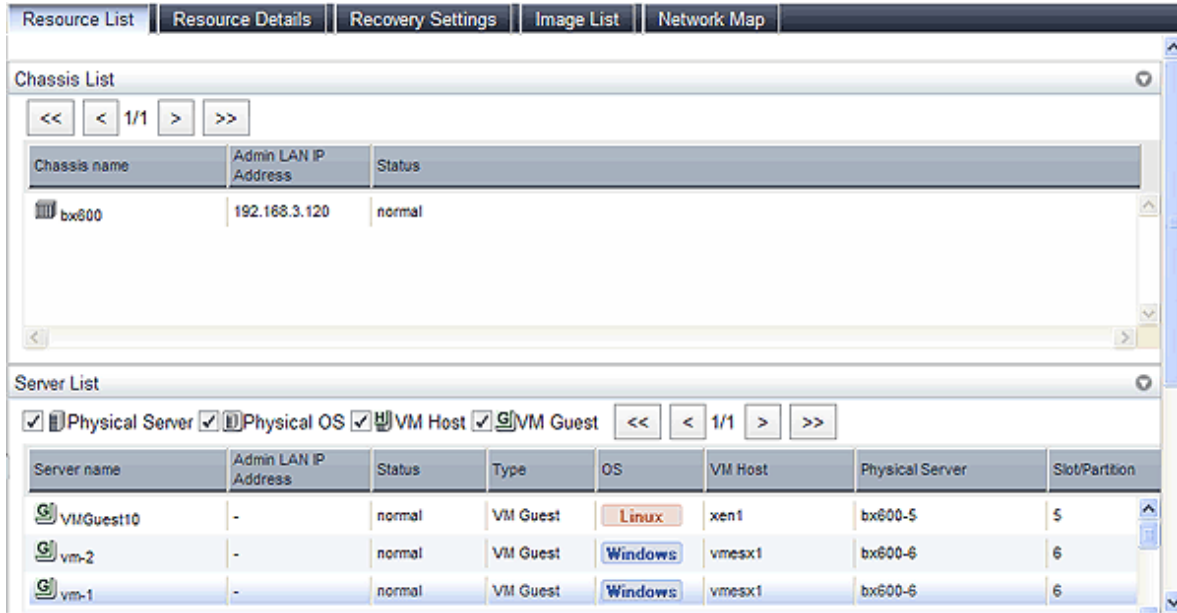 Resource List Resource Details Recovery Settings Image List Network Map
Chassis List
<< < 1/1 > >>
Chassis name Admin LAN IP Address Status
bx600 192.168.3.120 normal
Server List
Physical Server Physical OS VM Host VM Guest << < 1/1 > >>
Server name Admin LAN IP Address Status Type OS VM Host Physical Server Slot/Partition
VMGuest10 - normal VM Guest Linux xen1 bx600-5 5
vm-2 - normal VM Guest Windows vmesx1 bx600-6 6
vm-1 - normal VM Guest Windows vmesx1 bx600-6 6